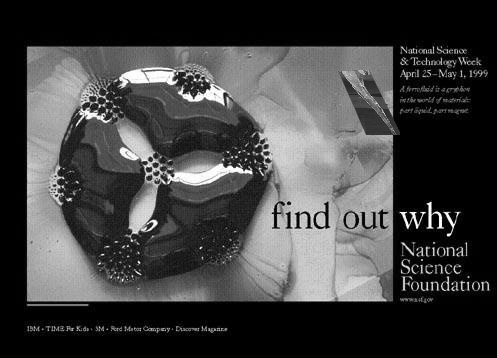 National Science
& Technology Week
April 25-May 1, 1999
A ferrofluid is a gryphon
in the world of materials:
part liquid, part magnet.
find out why
National
Science
Foundation
www.nsf.gov
IBM • TIME For Kids • 3M • Ford Motor Company • Discover Magazine